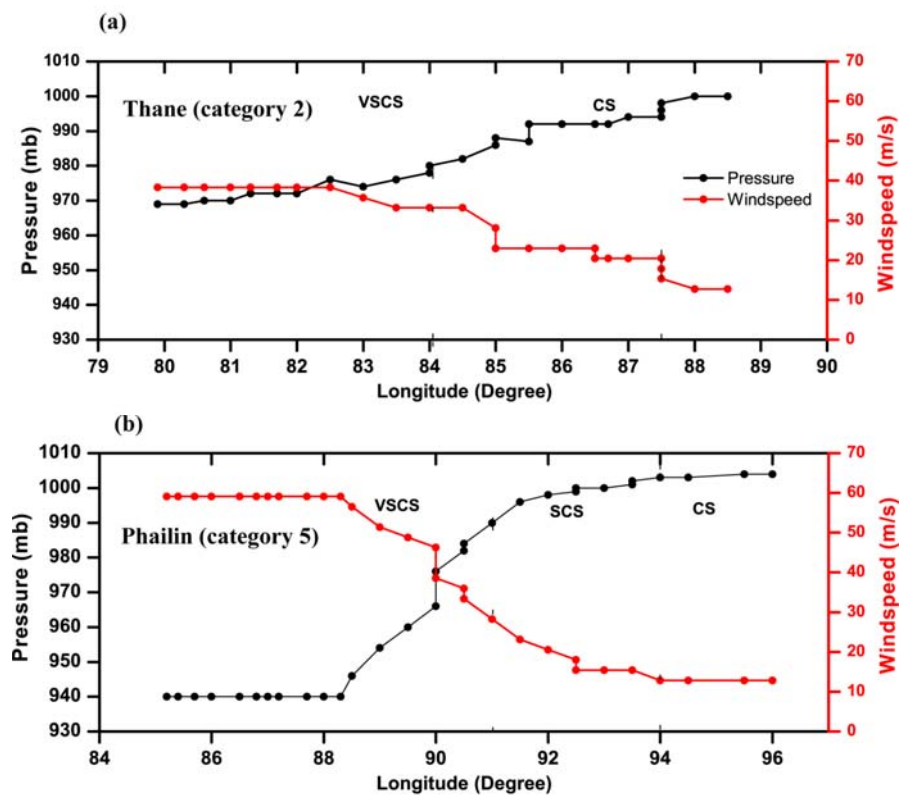 (a)
1010
1000
990
980
970
960
950
940
930
Pressure (mb)
Thane (category 2)
VSCS
CS
Pressure
Windspeed
70
60
50
40
30
20
10
0
Windspeed (m/s)
79 80 81 82 83 84 85 86 87 88 89 90
Longitude (Degree)
(b)
1010
1000
990
980
970
960
950
940
930
Pressure (mb)
Phailin (category 5)
VSCS
SCS
CS
70
60
50
40
30
20
10
0
Windspeed (m/s)
84 86 88 90 92 94 96
Longitude (Degree)